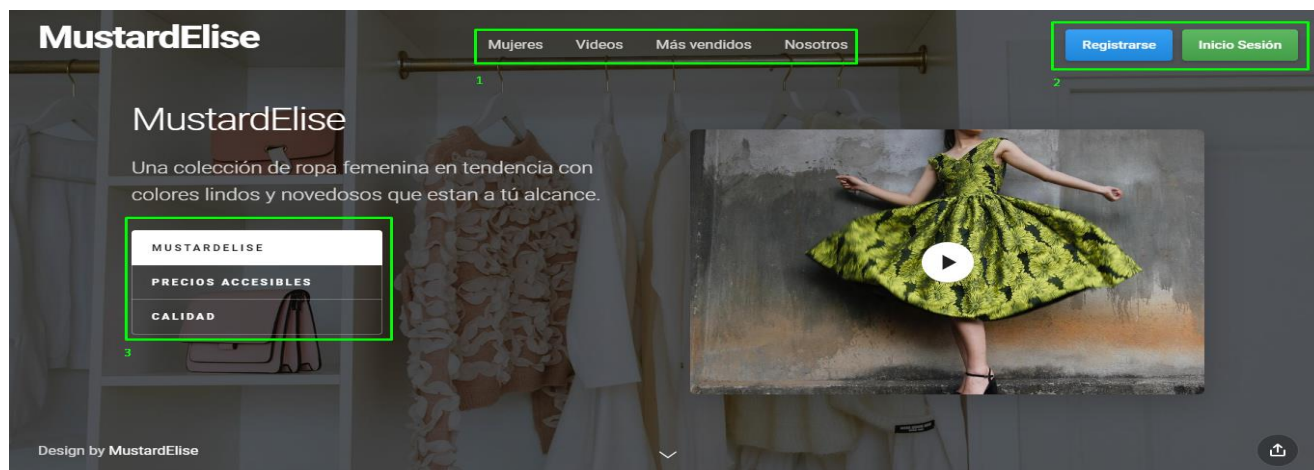 MustardElise
Mujeres Videos Más vendidos Nosotros
Registrarse Inicio Sesión
1
2
MustardElise
Una colección de ropa femenina en tendencia con
colores lindos y novedosos que estan a tú alcance.
MUSTARDELISE
PRECIOS ACCESIBLES
CALIDAD
3
Design by MustardElise